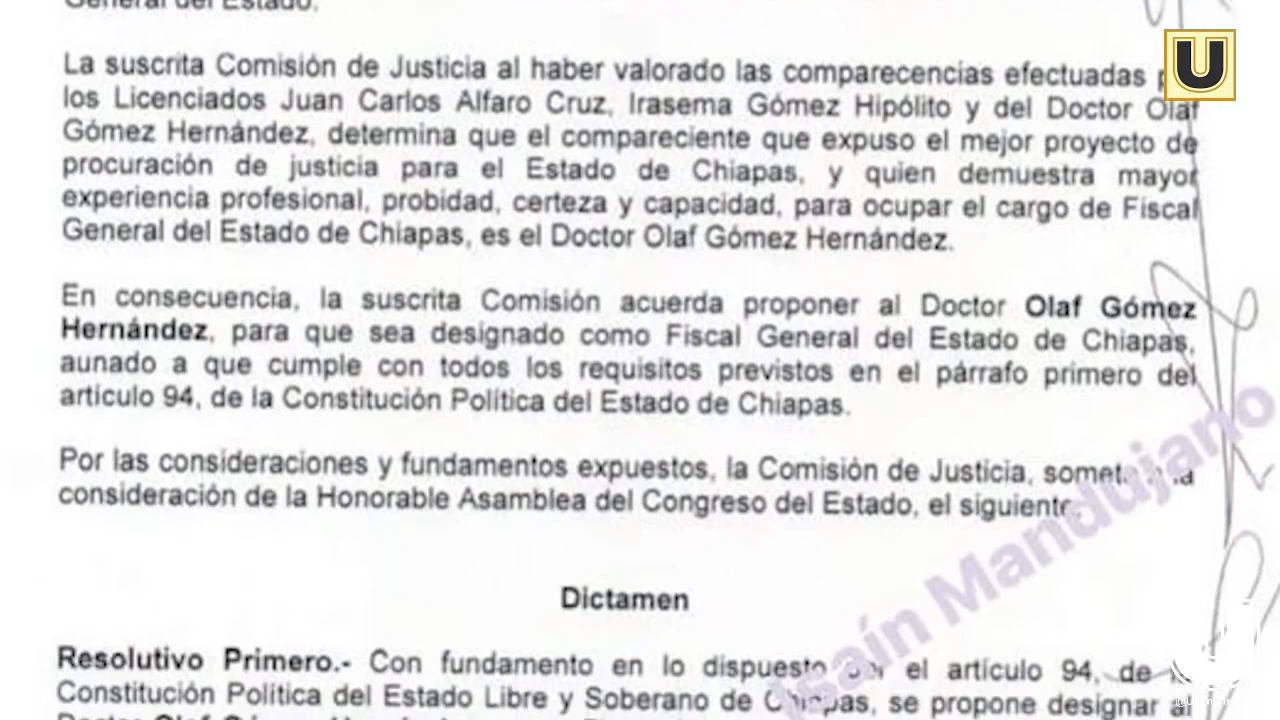 General del Estado.
La suscrita Comisión de Justicia al haber valorado las comparecencias efectuadas
los Licenciados Juan Carlos Alfaro Cruz, Irasema Gómez Hipólito y del Doctor Olaf
Gómez Hernández, determina que el compareciente que expuso el mejor proyecto de
procuración de justicia para el Estado de Chiapas, y quien demuestra mayor
experiencia profesional, probidad, certeza y capacidad, para ocupar el cargo de Fiscal
General del Estado de Chiapas, es el Doctor Olaf Gómez Hernández.
En consecuencia, la suscrita Comisión acuerda proponer al Doctor Olaf Gómez
Hernández, para que sea designado como Fiscal General del Estado de Chiapas,
aunado a que cumple con todos los requisitos previstos en el párrafo primero del
artículo 94, de la Constitución Política del Estado de Chiapas.
Por las consideraciones y fundamentos expuestos, la Comisión de Justicia,
consideración de la Honorable Asamblea del Congreso del Estado, el siguiente
Dictamen
Resolutivo Primero.- Con fundamento en lo dispuesto por el artículo 94, de
Constitución Política del Estado Libre y Soberano de Chiapas, se propone designar al
U
Isaín Mandujano